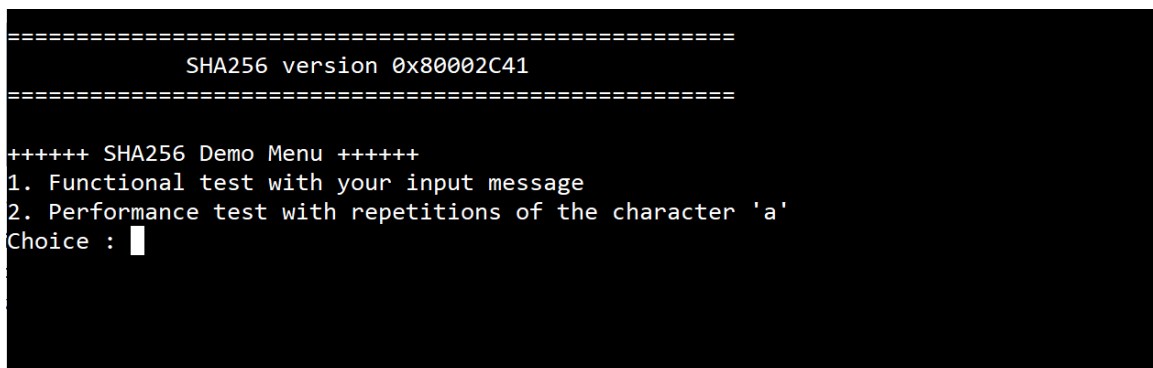 =====================================================
SHA256 version 0x80002C41
=====================================================
++++++ SHA256 Demo Menu ++++++
1. Functional test with your input message
2. Performance test with repetitions of the character 'a'
Choice :